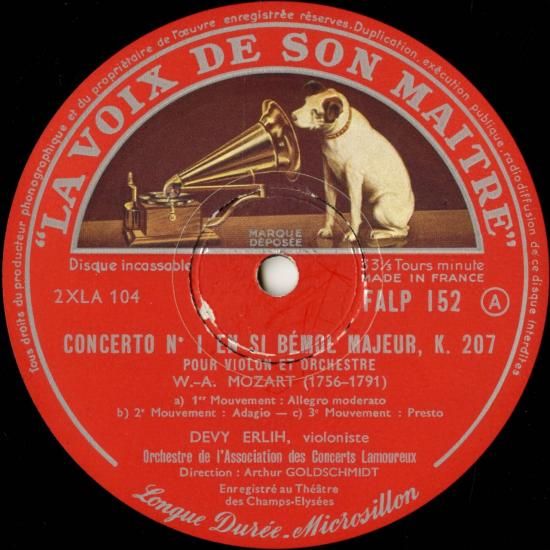 Tous droits du producteur phonographique et du propriétaire de l'œuvre enregistrée réservés. Duplication, exécution publique, radiodiffusion de ce disque interdites
"LA VOIX DE SON MAITRE"
MARQUE
DÉPOSÉE
Disque incassable
33⅓ Tours minute
MADE IN FRANCE
2XLA 104
FALP 152 A
CONCERTO N° 1 EN SI BÉMOL MAJEUR, K. 207
POUR VIOLON ET ORCHESTRE
W.-A. MOZART (1756-1791)
a) 1er Mouvement : Allegro moderato
b) 2e Mouvement : Adagio — c) 3e Mouvement : Presto
DEVY ERLIH, violoniste
Orchestre de l'Association des Concerts Lamoureux
Direction : Arthur GOLDSCHMIDT
Enregistré au Théâtre
des Champs-Elysées
Longue Durée - Microsillon